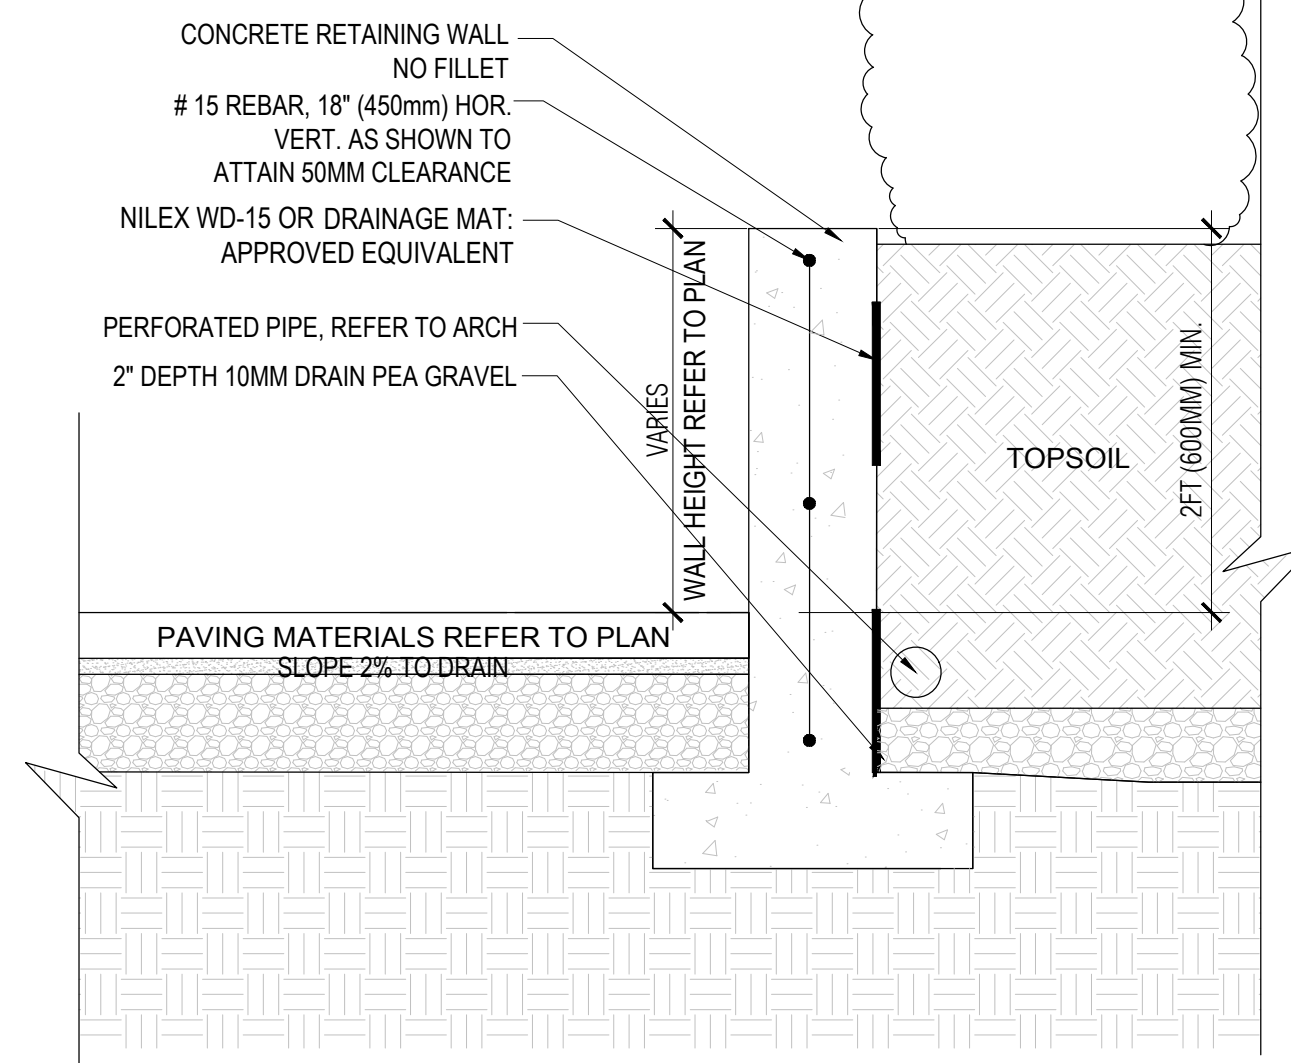 CONCRETE RETAINING WALL
NO FILLET
# 15 REBAR, 18" (450mm) HOR.
VERT. AS SHOWN TO
ATTAIN 50MM CLEARANCE
NILEX WD-15 OR DRAINAGE MAT:
APPROVED EQUIVALENT
PERFORATED PIPE, REFER TO ARCH
2" DEPTH 10MM DRAIN PEA GRAVEL
VARIES
WALL HEIGHT REFER TO PLAN
TOPSOIL
2FT (600MM) MIN.
PAVING MATERIALS REFER TO PLAN
SLOPE 2% TO DRAIN